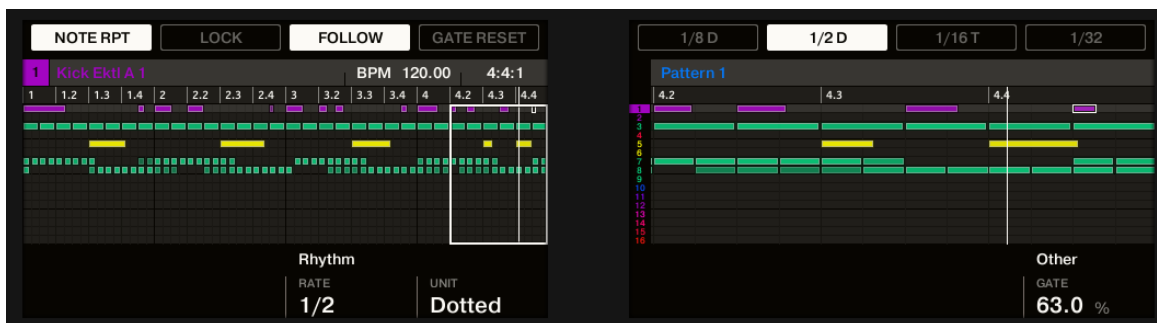 NOTE RPT LOCK FOLLOW GATE RESET
1 Kick Ektl A 1 BPM 120.00 4:4:1
1 1.2 1.3 1.4 2 2.2 2.3 2.4 3 3.2 3.3 3.4 4 4.2 4.3 4.4
Rhythm
RATE UNIT
1/2 Dotted
1/8 D 1/2 D 1/16 T 1/32
Pattern 1
4.2 4.3 4.4
1
2
3
4
5
6
7
8
9
10
11
12
13
14
15
16
Other
GATE
63.0 %